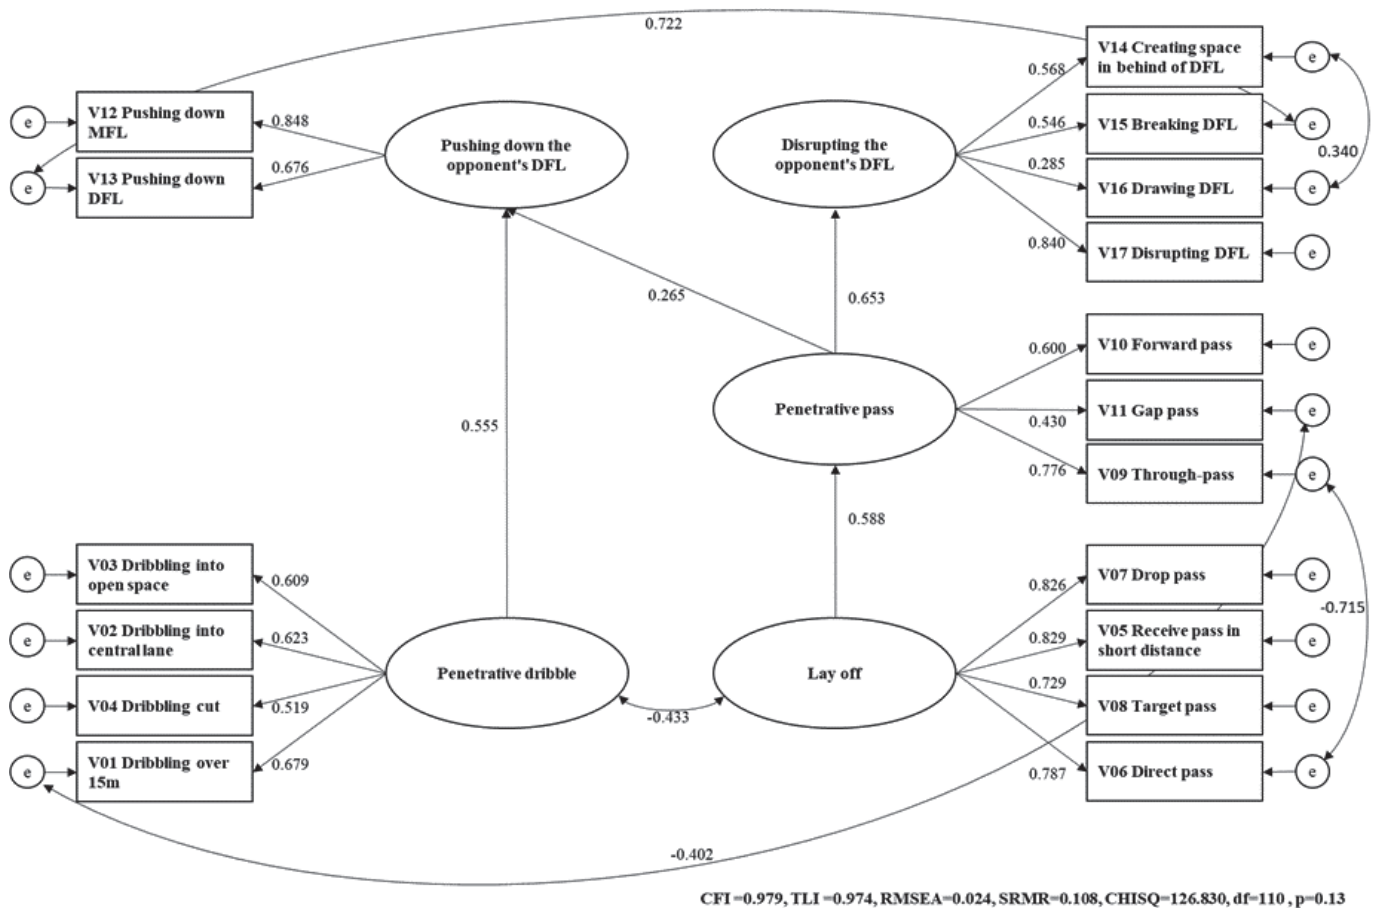 0.722
V14 Creating space
in behind of DFL
e
0.568
V12 Pushing down
MFL
e
0.848
Pushing down the
opponent's DFL
Disrupting the
opponent's DFL
0.546
V15 Breaking DFL
e
0.340
0.285
V13 Pushing down
DFL
e
0.676
V16 Drawing DFL
e
0.840
V17 Disrupting DFL
e
0.265
0.653
0.600
V10 Forward pass
e
Penetrative pass
V11 Gap pass
e
0.430
0.555
0.776
V09 Through-pass
e
0.588
V03 Dribbling into
open space
e
0.609
0.826
V07 Drop pass
e
-0.715
V02 Dribbling into
central lane
e
0.623
0.829
V05 Receive pass in
short distance
e
Penetrative dribble
Lay off
0.729
V04 Dribbling cut
e
0.519
-0.433
V08 Target pass
e
V01 Dribbling over
15m
e
0.679
0.787
V06 Direct pass
e
-0.402
CFI =0.979, TLI =0.974, RMSEA=0.024, SRMR=0.108, CHISQ=126.830, df=110 , p=0.13